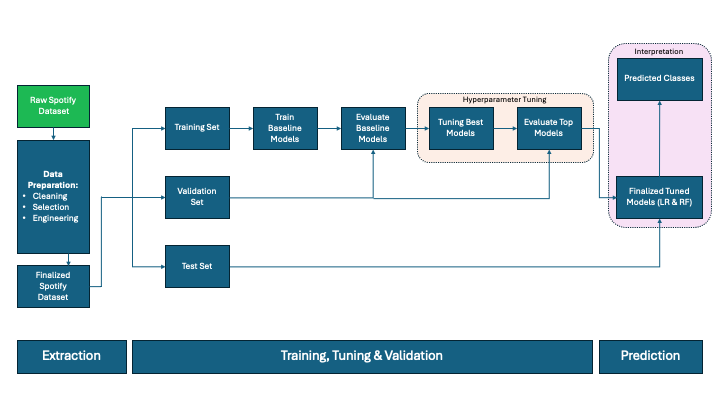 Interpretation
Raw Spotify
Dataset
Predicted Classes
Hyperparameter Tuning
Training Set
Train
Baseline
Models
Evaluate
Baseline
Models
Tuning Best
Models
Evaluate Top
Models
Data
Preparation:
• Cleaning
• Selection
• Engineering
Validation
Set
Finalized Tuned
Models (LR & RF)
Finalized
Spotify
Dataset
Test Set
Extraction
Training, Tuning & Validation
Prediction